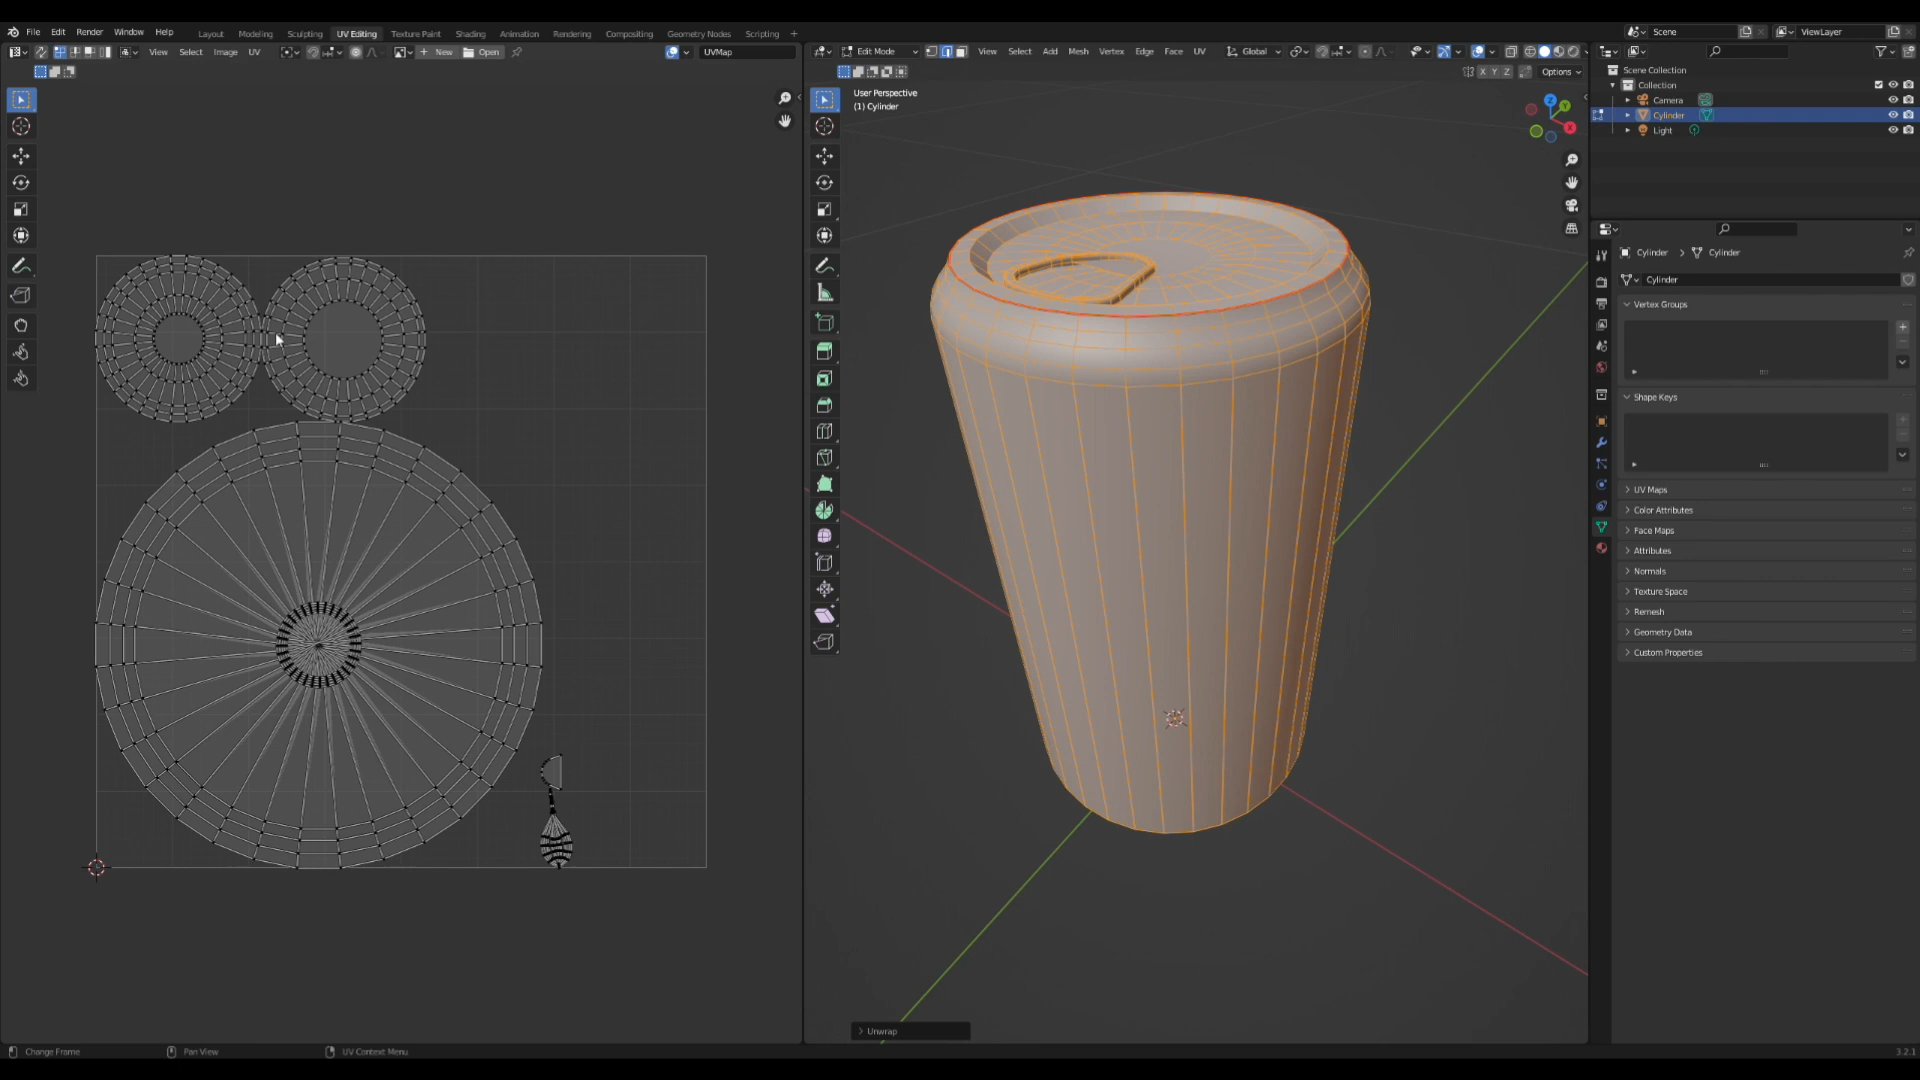 File Edit Render Window Help Layout Modeling Sculpting UV Editing Texture Paint Shading Animation Rendering Compositing Geometry Nodes Scripting + Scene ViewLayer
View Select Image UV New Open UVMap Edit Mode View Select Add Mesh Vertex Edge Face UV Global
X Y Z Options
Scene Collection
Collection
Camera
Cylinder
Light
User Perspective
(1) Cylinder
Z
Y
X
Cylinder > Cylinder
Cylinder
Vertex Groups
Shape Keys
UV Maps
Color Attributes
Face Maps
Attributes
Normals
Texture Space
Remesh
Geometry Data
Custom Properties
> Unwrap
Change Frame Pan View UV Context Menu 3.2.1